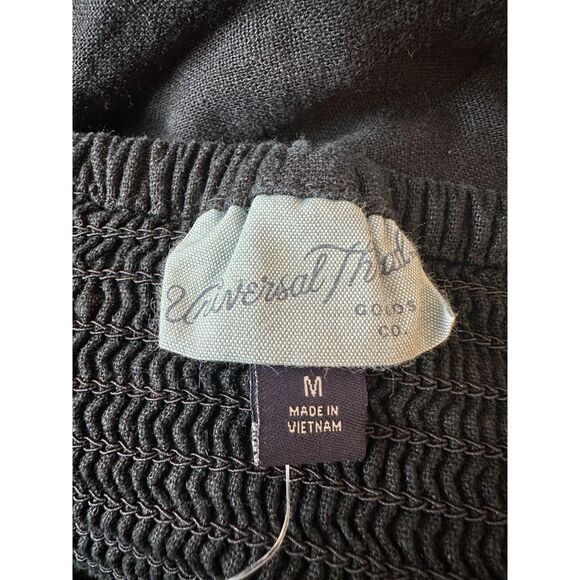 Universal Thread
GOODS
CO.
M
MADE IN
VIETNAM